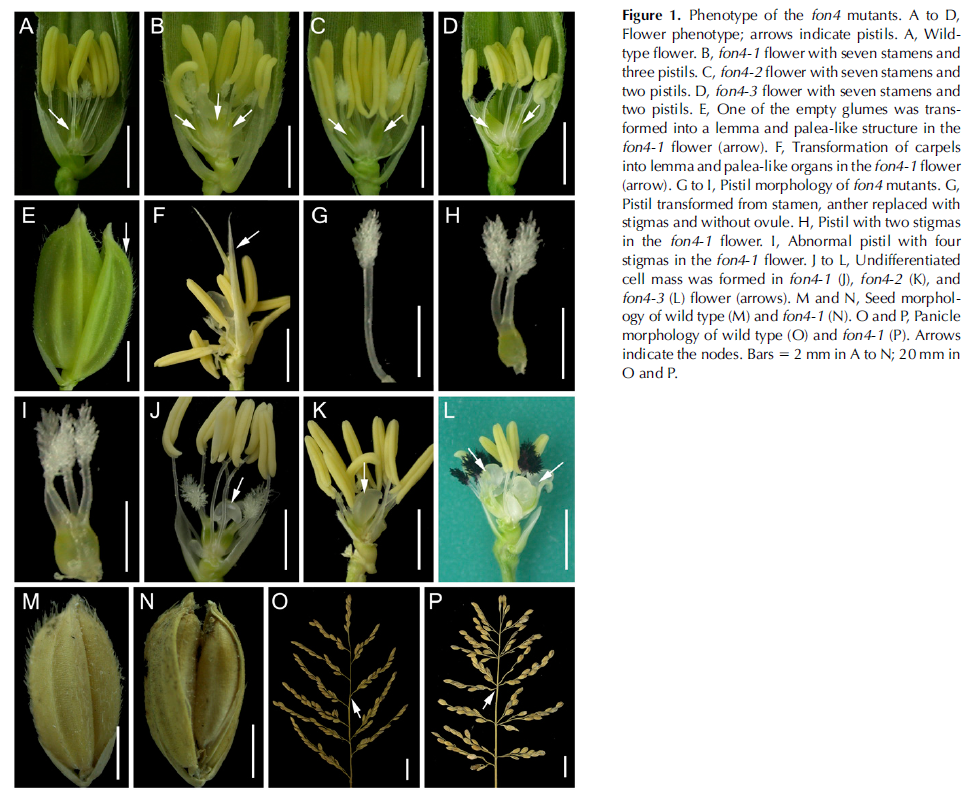 A
B
C
D
E
F
G
H
I
J
K
L
M
N
O
P
Figure 1. Phenotype of the fon4 mutants. A to D,
Flower phenotype; arrows indicate pistils. A, Wild-
type flower. B, fon4-1 flower with seven stamens and
three pistils. C, fon4-2 flower with seven stamens and
two pistils. D, fon4-3 flower with seven stamens and
two pistils. E, One of the empty glumes was trans-
formed into a lemma and palea-like structure in the
fon4-1 flower (arrow). F, Transformation of carpels
into lemma and palea-like organs in the fon4-1 flower
(arrow). G to I, Pistil morphology of fon4 mutants. G,
Pistil transformed from stamen, anther replaced with
stigmas and without ovule. H, Pistil with two stigmas
in the fon4-1 flower. I, Abnormal pistil with four
stigmas in the fon4-1 flower. J to L, Undifferentiated
cell mass was formed in fon4-1 (J), fon4-2 (K), and
fon4-3 (L) flower (arrows). M and N, Seed morphol-
ogy of wild type (M) and fon4-1 (N). O and P, Panicle
morphology of wild type (O) and fon4-1 (P). Arrows
indicate the nodes. Bars = 2 mm in A to N; 20 mm in
O and P.